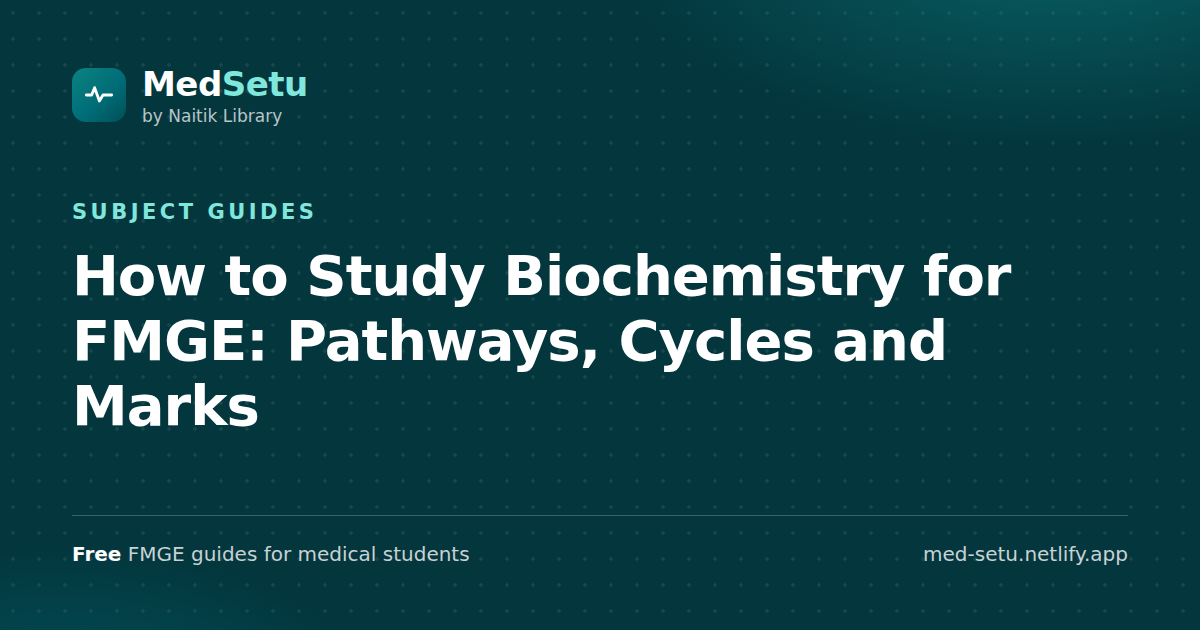 MedSetu
by Naitik Library
SUBJECT GUIDES
How to Study Biochemistry for
FMGE: Pathways, Cycles and
Marks
Free FMGE guides for medical students
med-setu.netlify.app